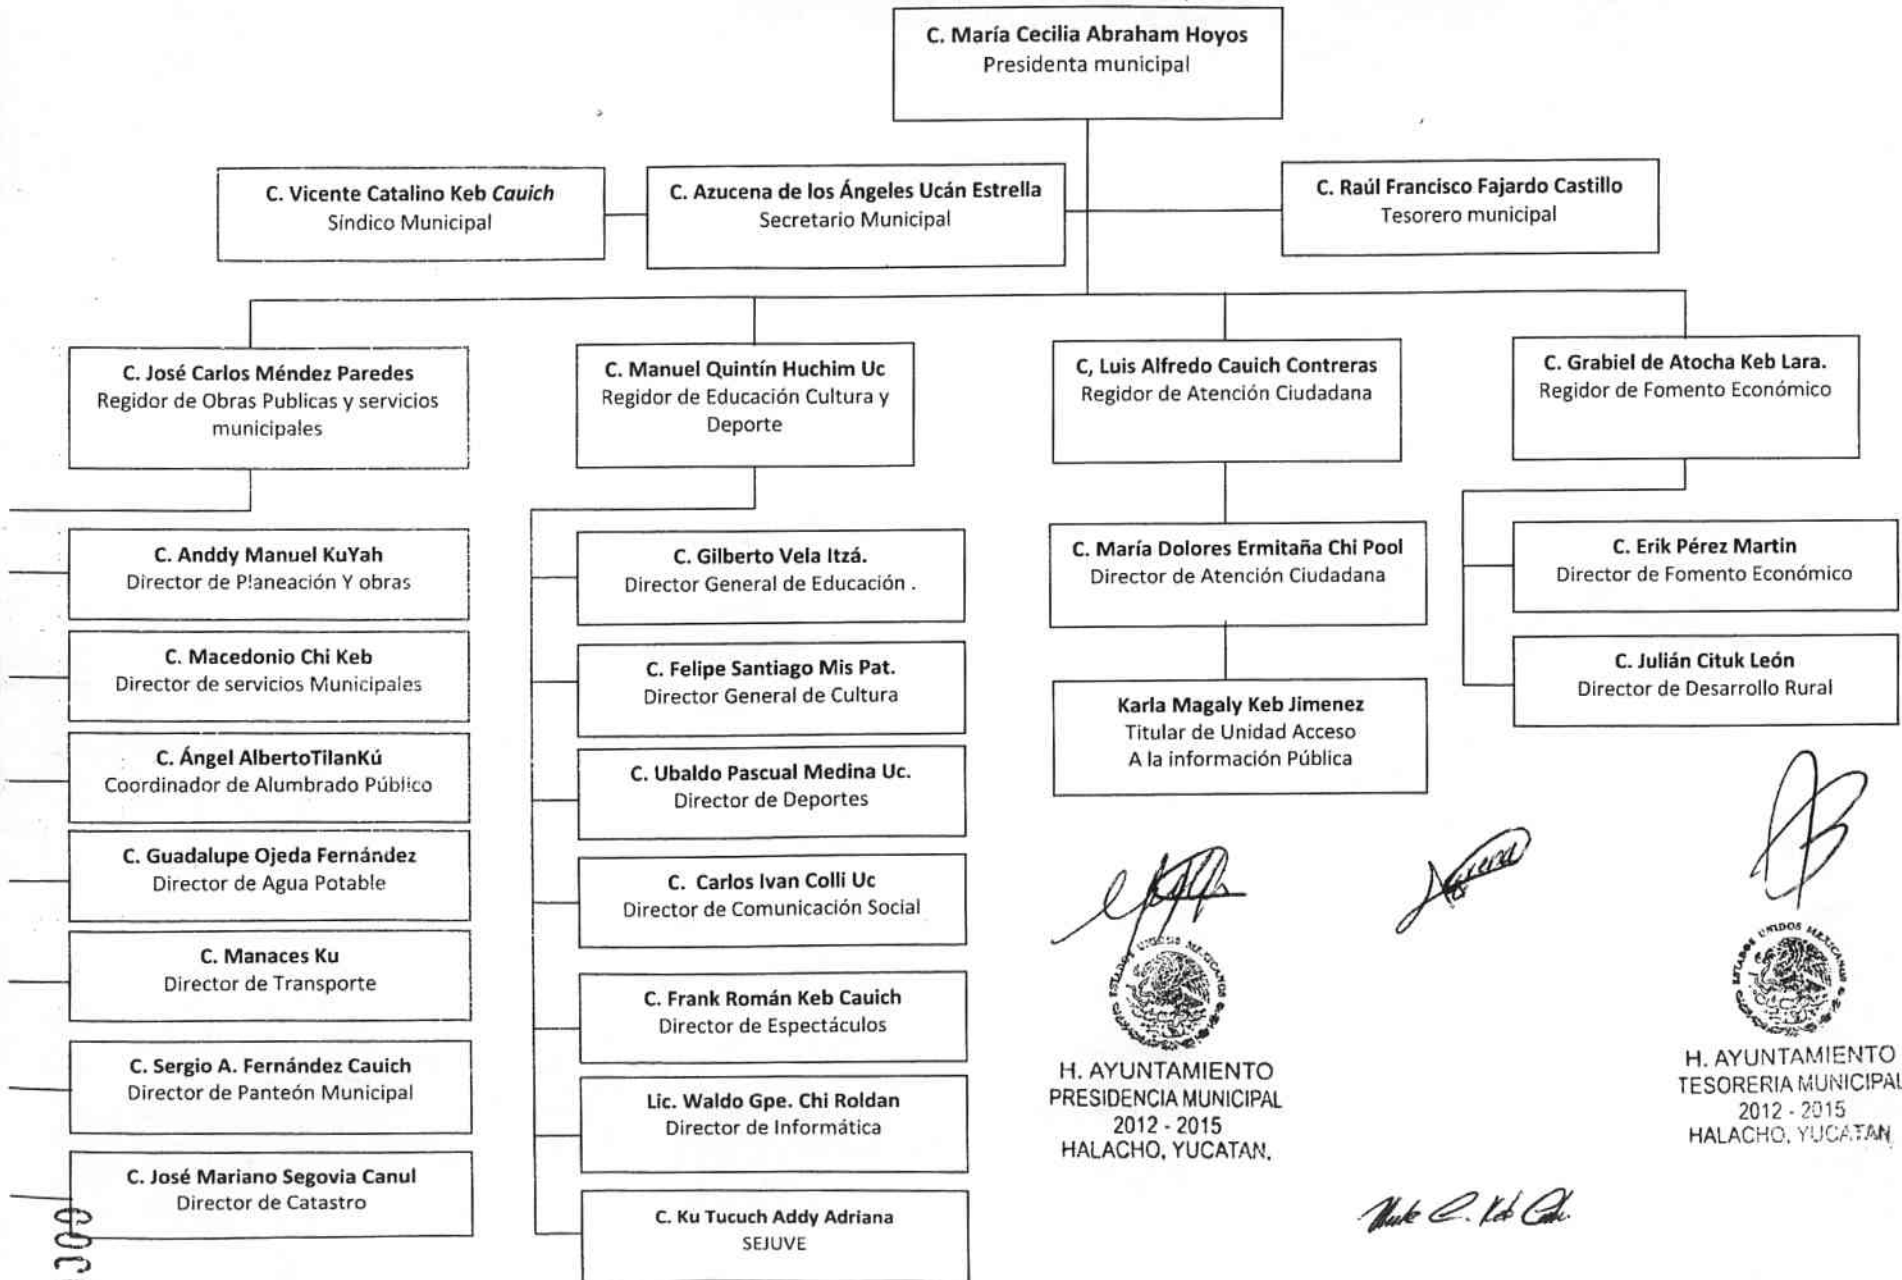 C. María Cecilia Abraham Hoyos
Presidenta municipal
C. Vicente Catalino Keb Cauich
Síndico Municipal
C. Azucena de los Ángeles Ucán Estrella
Secretario Municipal
C. Raúl Francisco Fajardo Castillo
Tesorero municipal
C. José Carlos Méndez Paredes
Regidor de Obras Publicas y servicios
municipales
C. Manuel Quintín Huchim Uc
Regidor de Educación Cultura y
Deporte
C, Luis Alfredo Cauich Contreras
Regidor de Atención Ciudadana
C. Grabiel de Atocha Keb Lara.
Regidor de Fomento Económico
C. Anddy Manuel KuYah
Director de Planeación Y obras
C. Macedonio Chi Keb
Director de servicios Municipales
C. Ángel AlbertoTilanKú
Coordinador de Alumbrado Público
C. Guadalupe Ojeda Fernández
Director de Agua Potable
C. Manaces Ku
Director de Transporte
C. Sergio A. Fernández Cauich
Director de Panteón Municipal
C. José Mariano Segovia Canul
Director de Catastro
C. Gilberto Vela Itzá.
Director General de Educación .
C. Felipe Santiago Mis Pat.
Director General de Cultura
C. Ubaldo Pascual Medina Uc.
Director de Deportes
C. Carlos Ivan Colli Uc
Director de Comunicación Social
C. Frank Román Keb Cauich
Director de Espectáculos
Lic. Waldo Gpe. Chi Roldan
Director de Informática
C. Ku Tucuch Addy Adriana
SEJUVE
C. María Dolores Ermitaña Chi Pool
Director de Atención Ciudadana
Karla Magaly Keb Jimenez
Titular de Unidad Acceso
A la información Pública
C. Erik Pérez Martin
Director de Fomento Económico
C. Julián Cituk León
Director de Desarrollo Rural
ESTADOS UNIDOS MEXICANOS
H. AYUNTAMIENTO
PRESIDENCIA MUNICIPAL
2012 - 2015
HALACHO, YUCATAN,
ESTADOS UNIDOS MEXICANOS
H. AYUNTAMIENTO
TESORERIA MUNICIPAL
2012 - 2015
HALACHO, YUCATAN